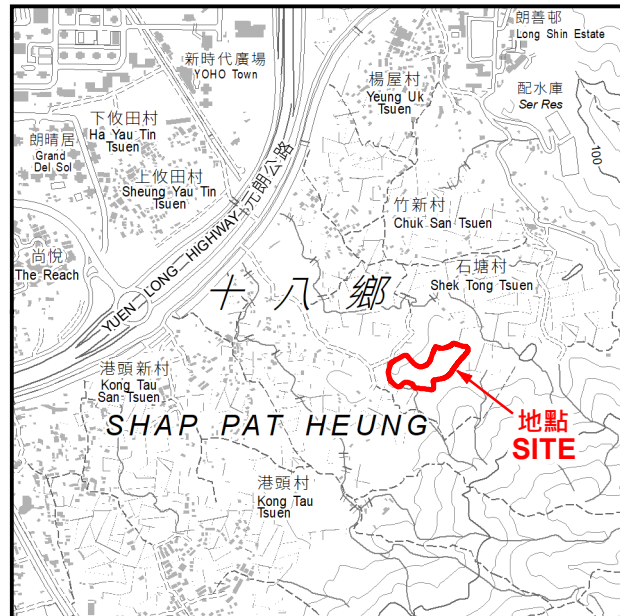 朗善邨
Long Shin Estate
新時代廣場
YOHO Town
楊屋村
Yeung Uk
Tsuen
配水庫
Ser Res
下攸田村
Ha Yau Tin
Tsuen
朗晴居
Grand
Del Sol
上攸田村
Sheung Yau Tin
Tsuen
100
YUEN LONG HIGHWAY 元朗公路
竹新村
Chuk San Tsuen
尚悅
The Reach
石塘村
Shek Tong Tsuen
十八鄉
港頭新村
Kong Tau
San Tsuen
SHAP PAT HEUNG
地點
SITE
港頭村
Kong Tau
Tsuen